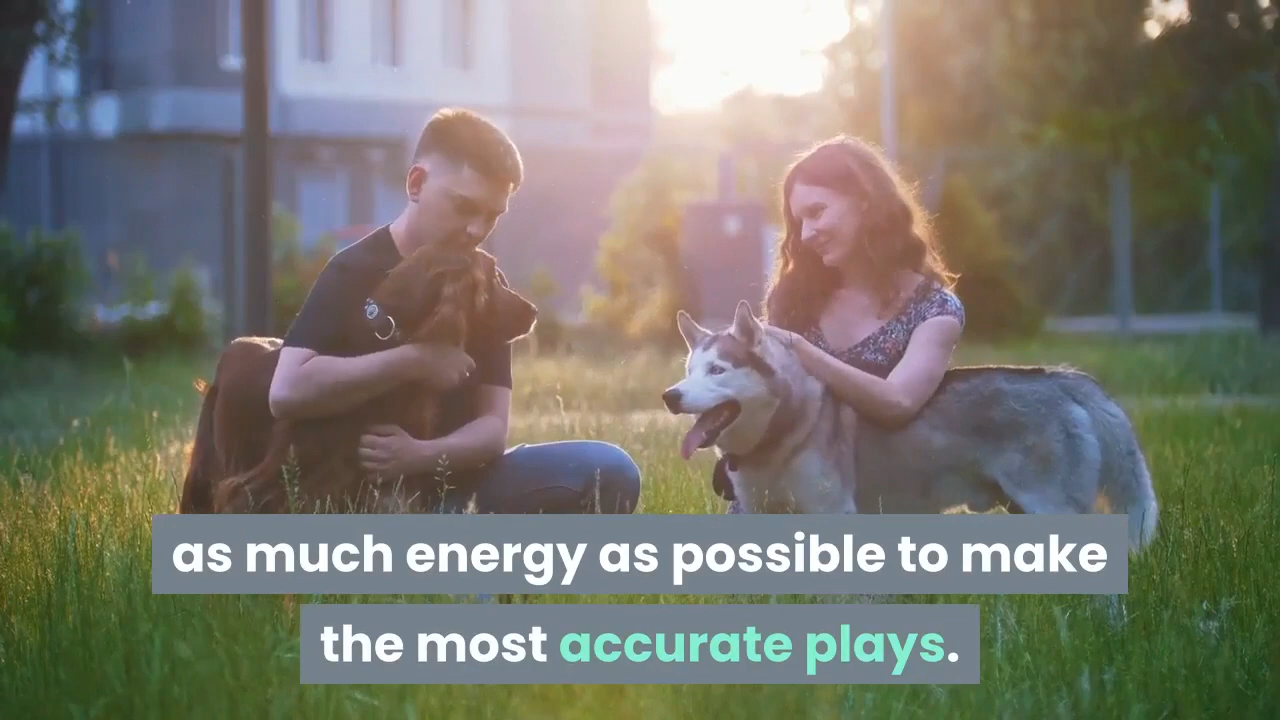 as much energy as possible to make
the most accurate plays.